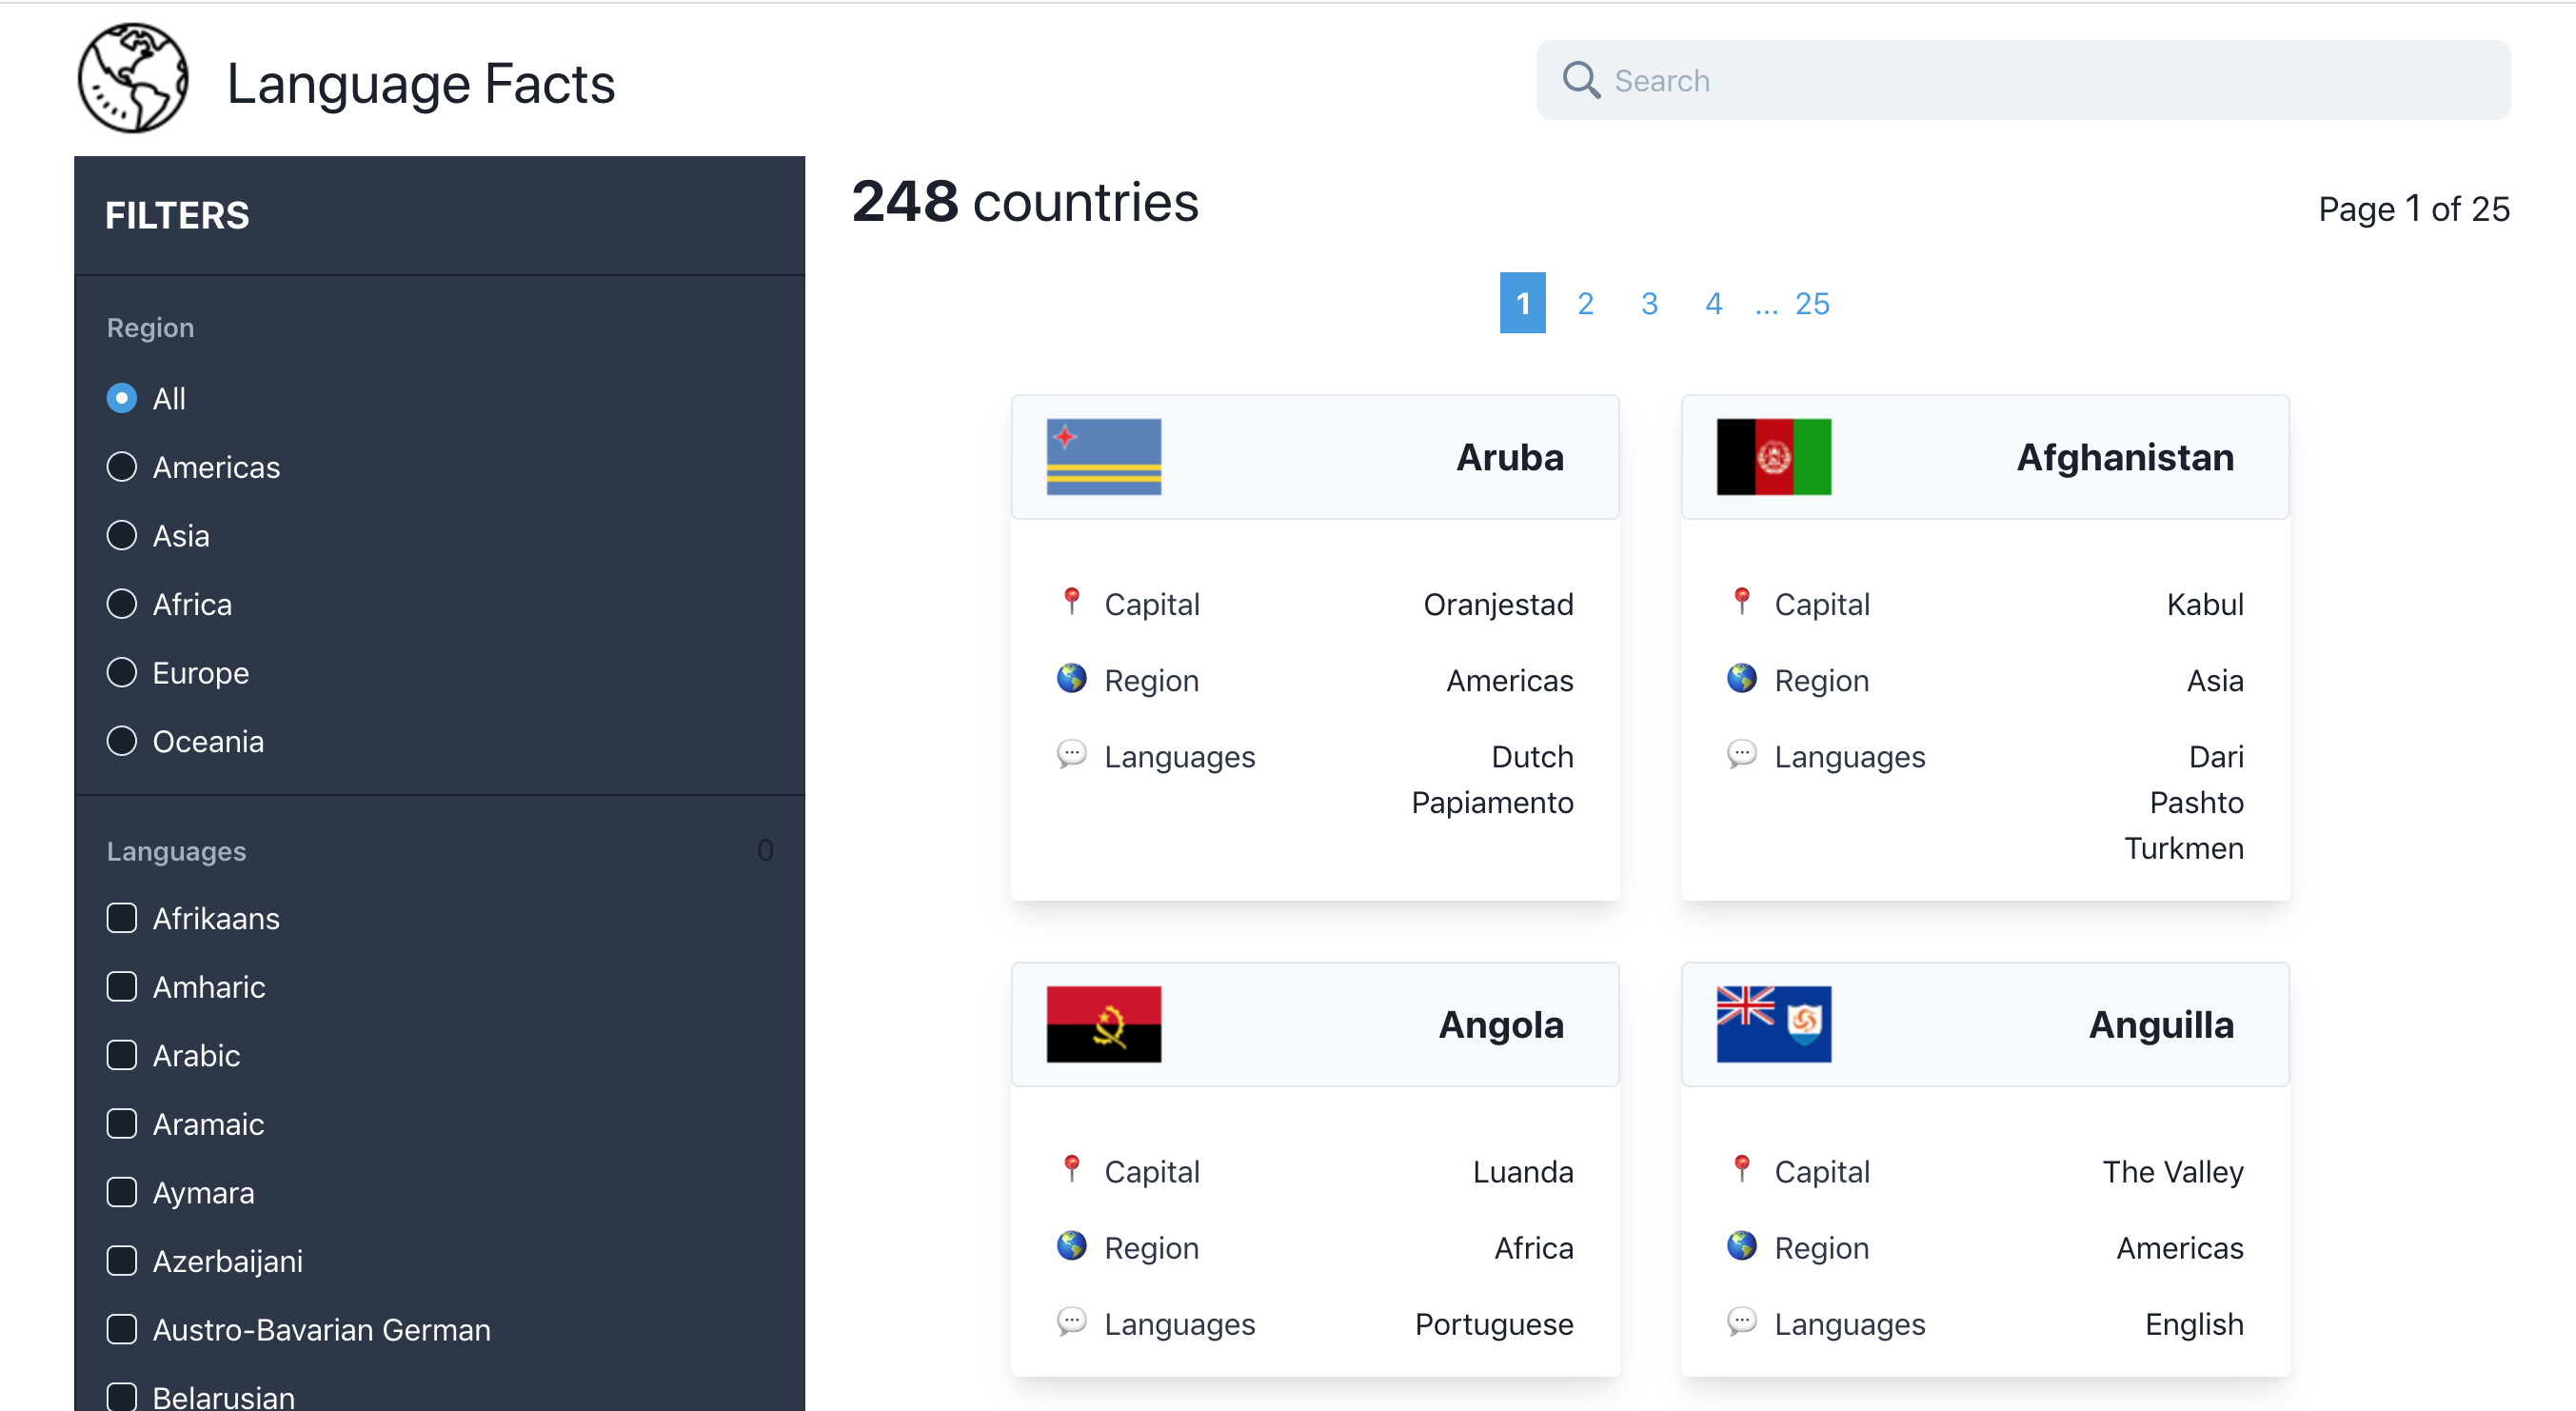 Language Facts
Search
FILTERS
Region
All
Americas
Asia
Africa
Europe
Oceania
Languages 0
Afrikaans
Amharic
Arabic
Aramaic
Aymara
Azerbaijani
Austro-Bavarian German
Belarusian
248 countries
Page 1 of 25
1 2 3 4 ... 25
Aruba
Capital Oranjestad
Region Americas
Languages Dutch
Papiamento
Afghanistan
Capital Kabul
Region Asia
Languages Dari
Pashto
Turkmen
Angola
Capital Luanda
Region Africa
Languages Portuguese
Anguilla
Capital The Valley
Region Americas
Languages English